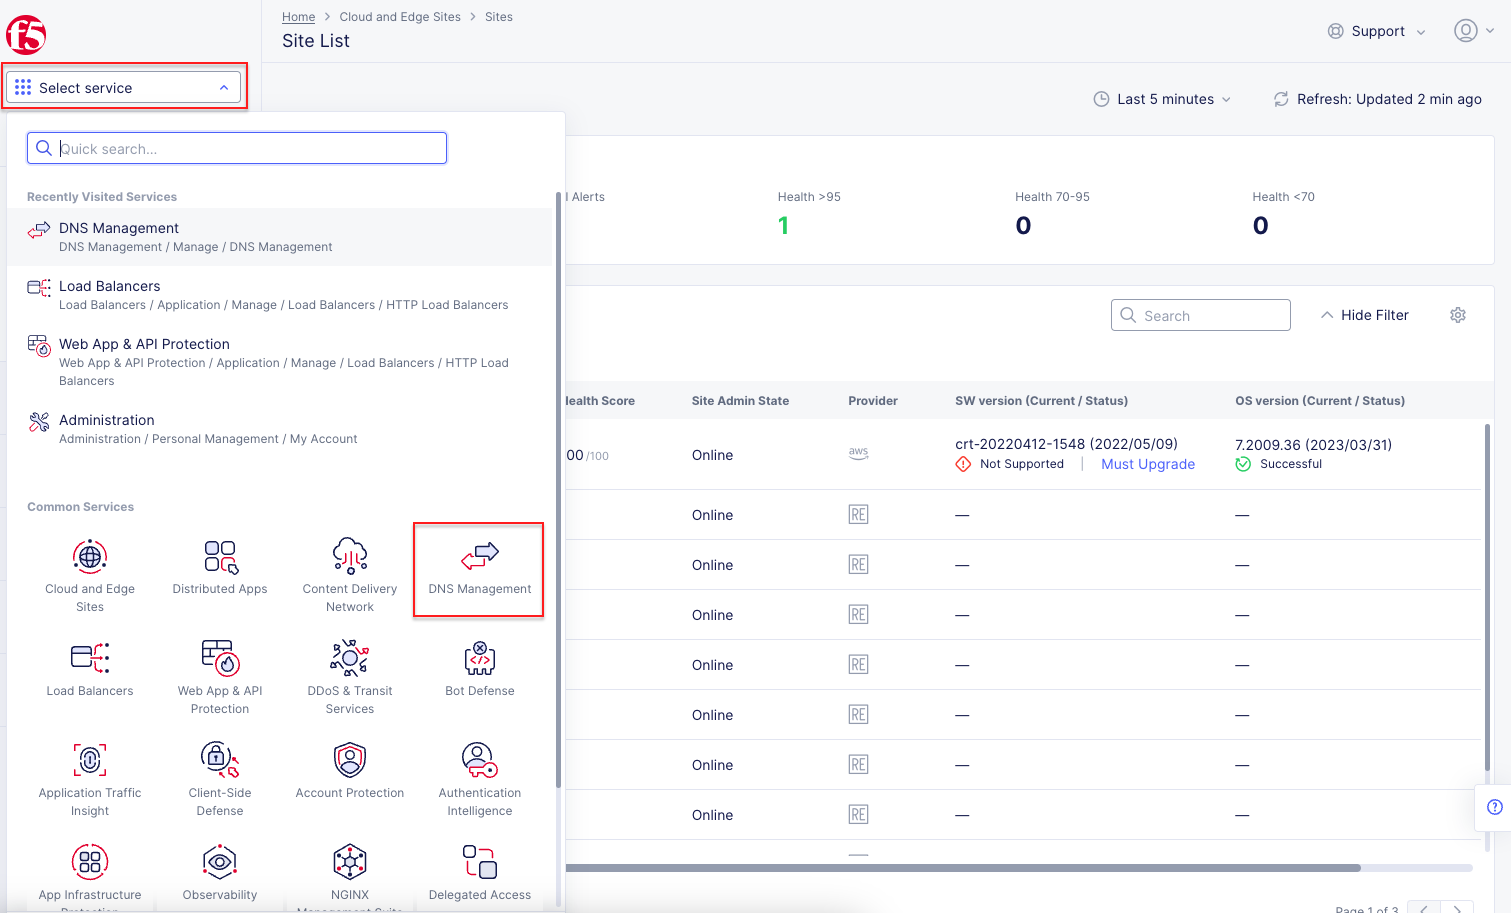 f5
Home > Cloud and Edge Sites > Sites
Site List
Support
Select service
Last 5 minutes
Refresh: Updated 2 min ago
Quick search...
Recently Visited Services
DNS Management
DNS Management / Manage / DNS Management
Load Balancers
Load Balancers / Application / Manage / Load Balancers / HTTP Load Balancers
Web App & API Protection
Web App & API Protection / Application / Manage / Load Balancers / HTTP Load
Balancers
Administration
Administration / Personal Management / My Account
Common Services
Cloud and Edge
Sites
Distributed Apps
Content Delivery
Network
DNS Management
Load Balancers
Web App & API
Protection
DDoS & Transit
Services
Bot Defense
Application Traffic
Insight
Client-Side
Defense
Account Protection
Authentication
Intelligence
App Infrastructure
Protection
Observability
NGINX
Management Suite
Delegated Access
Alerts
Health >95
1
Health 70-95
0
Health <70
0
Search
Hide Filter
Health Score
Site Admin State
Provider
SW version (Current / Status)
OS version (Current / Status)
00 /100
Online
aws
crt-20220412-1548 (2022/05/09)
Not Supported | Must Upgrade
7.2009.36 (2023/03/31)
Successful
Online RE — —
Online RE — —
Online RE — —
Online RE — —
Online RE — —
Online RE — —
Online RE — —
Page 1 of 3